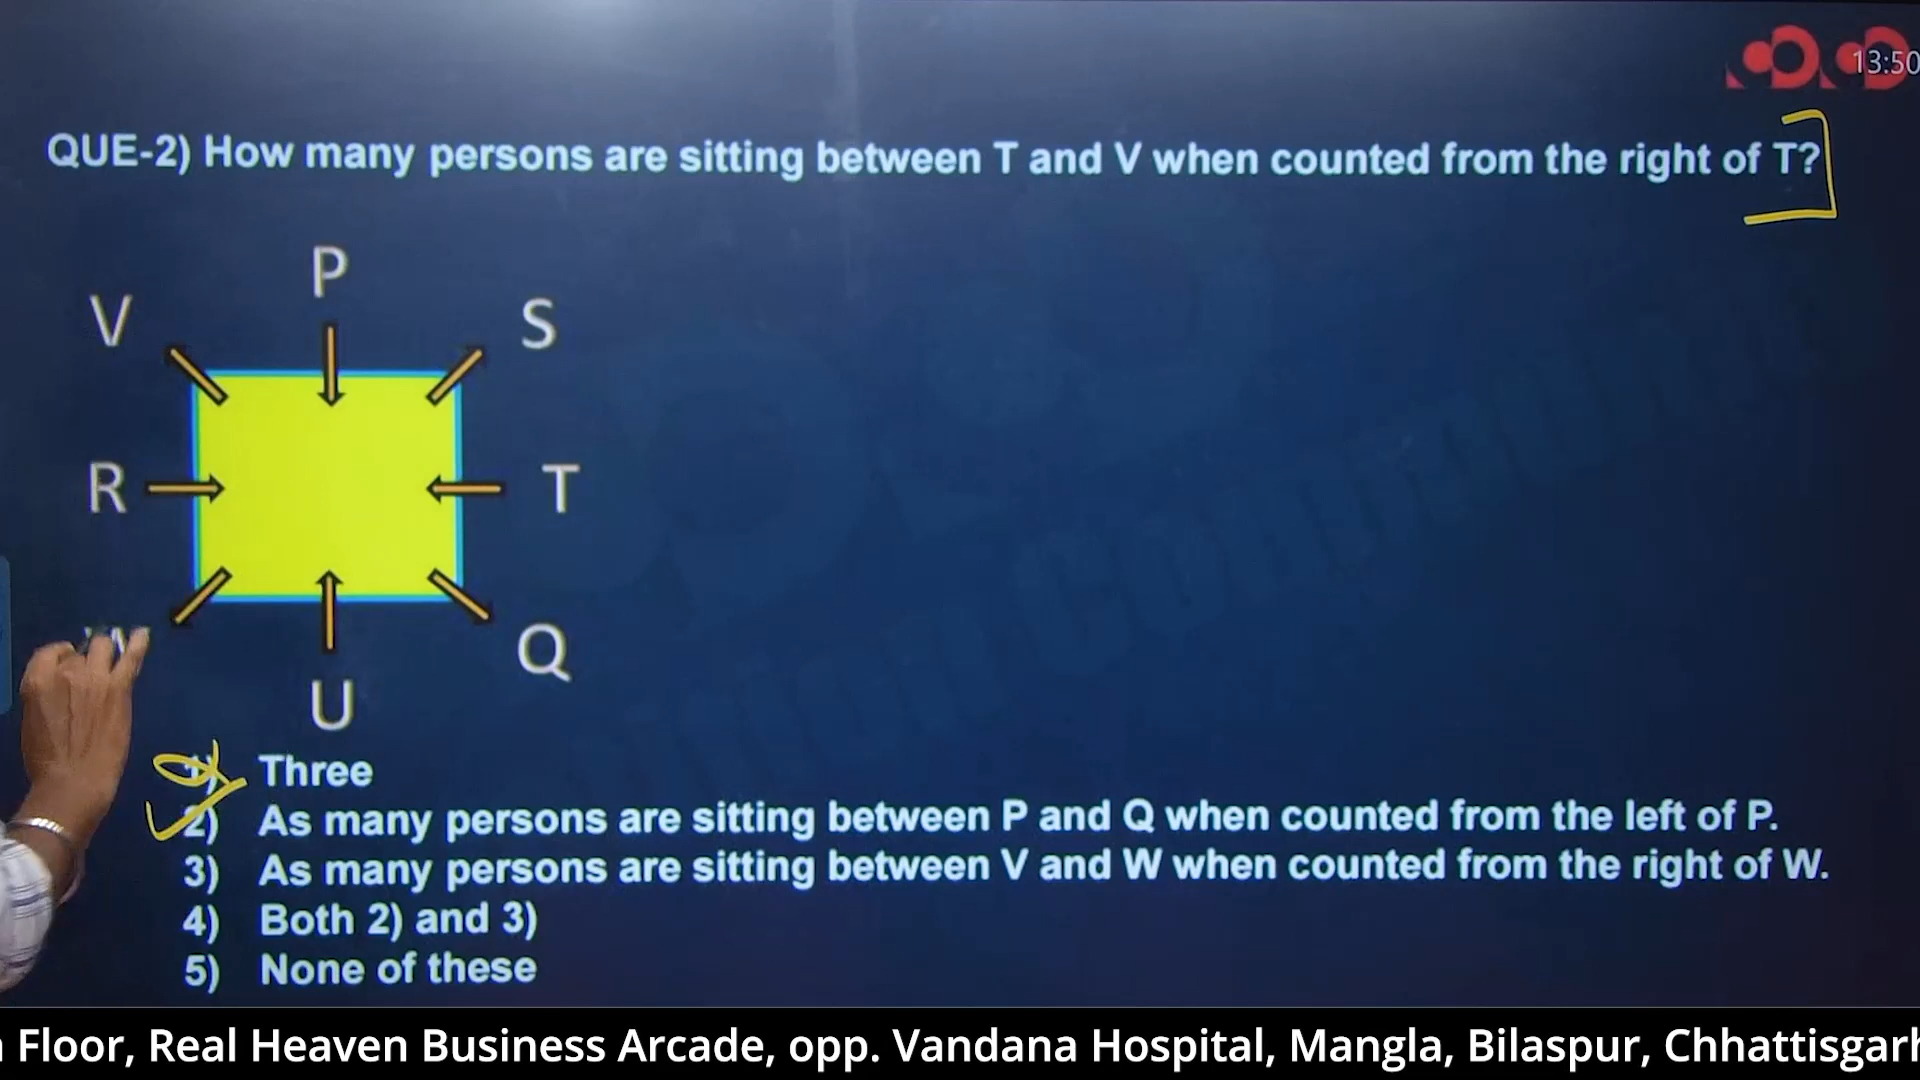 13:50
QUE-2) How many persons are sitting between T and V when counted from the right of T?
P
V
S
R
T
W
Q
U
1) Three
2) As many persons are sitting between P and Q when counted from the left of P.
3) As many persons are sitting between V and W when counted from the right of W.
4) Both 2) and 3)
5) None of these
Floor, Real Heaven Business Arcade, opp. Vandana Hospital, Mangla, Bilaspur, Chhattisgarh